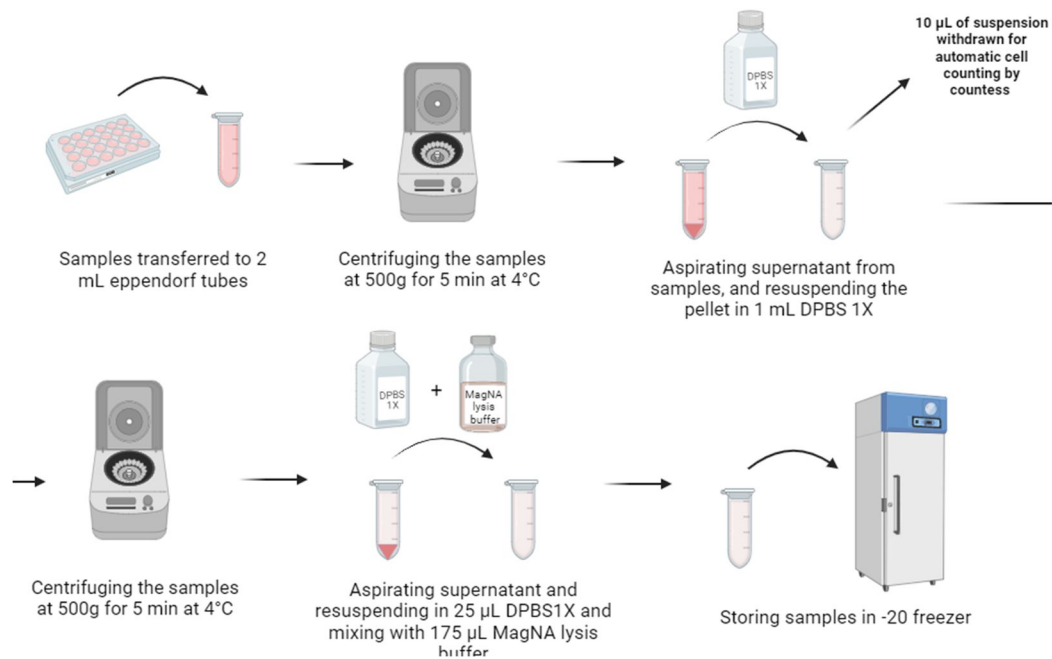 10 µL of suspension
withdrawn for
automatic cell
counting by
countess
DPBS
1X
Samples transferred to 2
mL eppendorf tubes
Centrifuging the samples
at 500g for 5 min at 4°C
Aspirating supernatant from
samples, and resuspending the
pellet in 1 mL DPBS 1X
DPBS
1X
+
MagNA
lysis
buffer
Centrifuging the samples
at 500g for 5 min at 4°C
Aspirating supernatant and
resuspending in 25 µL DPBS1X and
mixing with 175 µL MagNA lysis
buffer
Storing samples in -20 freezer